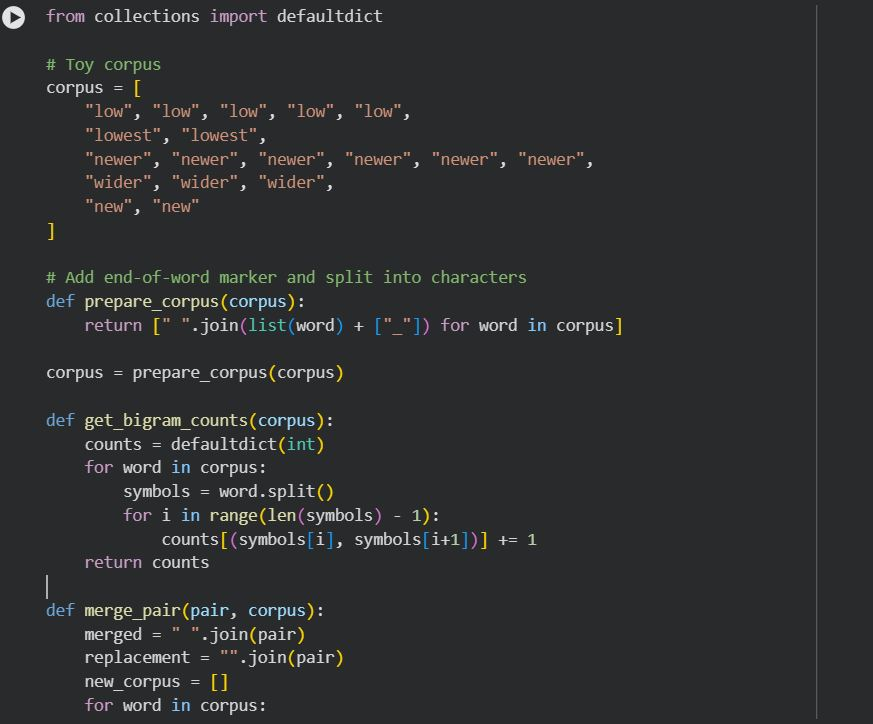 from collections import defaultdict
# Toy corpus
corpus = [
    "low", "low", "low", "low", "low",
    "lowest", "lowest",
    "newer", "newer", "newer", "newer", "newer", "newer",
    "wider", "wider", "wider",
    "new", "new"
]
# Add end-of-word marker and split into characters
def prepare_corpus(corpus):
    return [" ".join(list(word) + ["_"]) for word in corpus]
corpus = prepare_corpus(corpus)
def get_bigram_counts(corpus):
    counts = defaultdict(int)
    for word in corpus:
        symbols = word.split()
        for i in range(len(symbols) - 1):
            counts[(symbols[i], symbols[i+1])] += 1
    return counts
def merge_pair(pair, corpus):
    merged = " ".join(pair)
    replacement = "".join(pair)
    new_corpus = []
    for word in corpus: